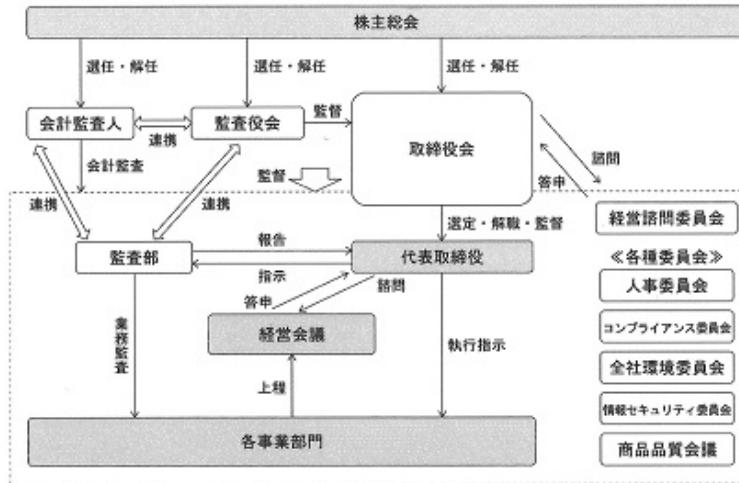 株主総会
選任・解任
選任・解任
選任・解任
会計監査人
連携
監査役会
監督
取締役会
会計監査
監督
諮問
答申
連携
連携
選定・解職・監督
経営諮問委員会
監査部
報告
指示
代表取締役
≪各種委員会≫
人事委員会
答申
諮問
業務監査
経営会議
執行指示
コンプライアンス委員会
全社環境委員会
上程
情報セキュリティ委員会
各事業部門
商品品質会議